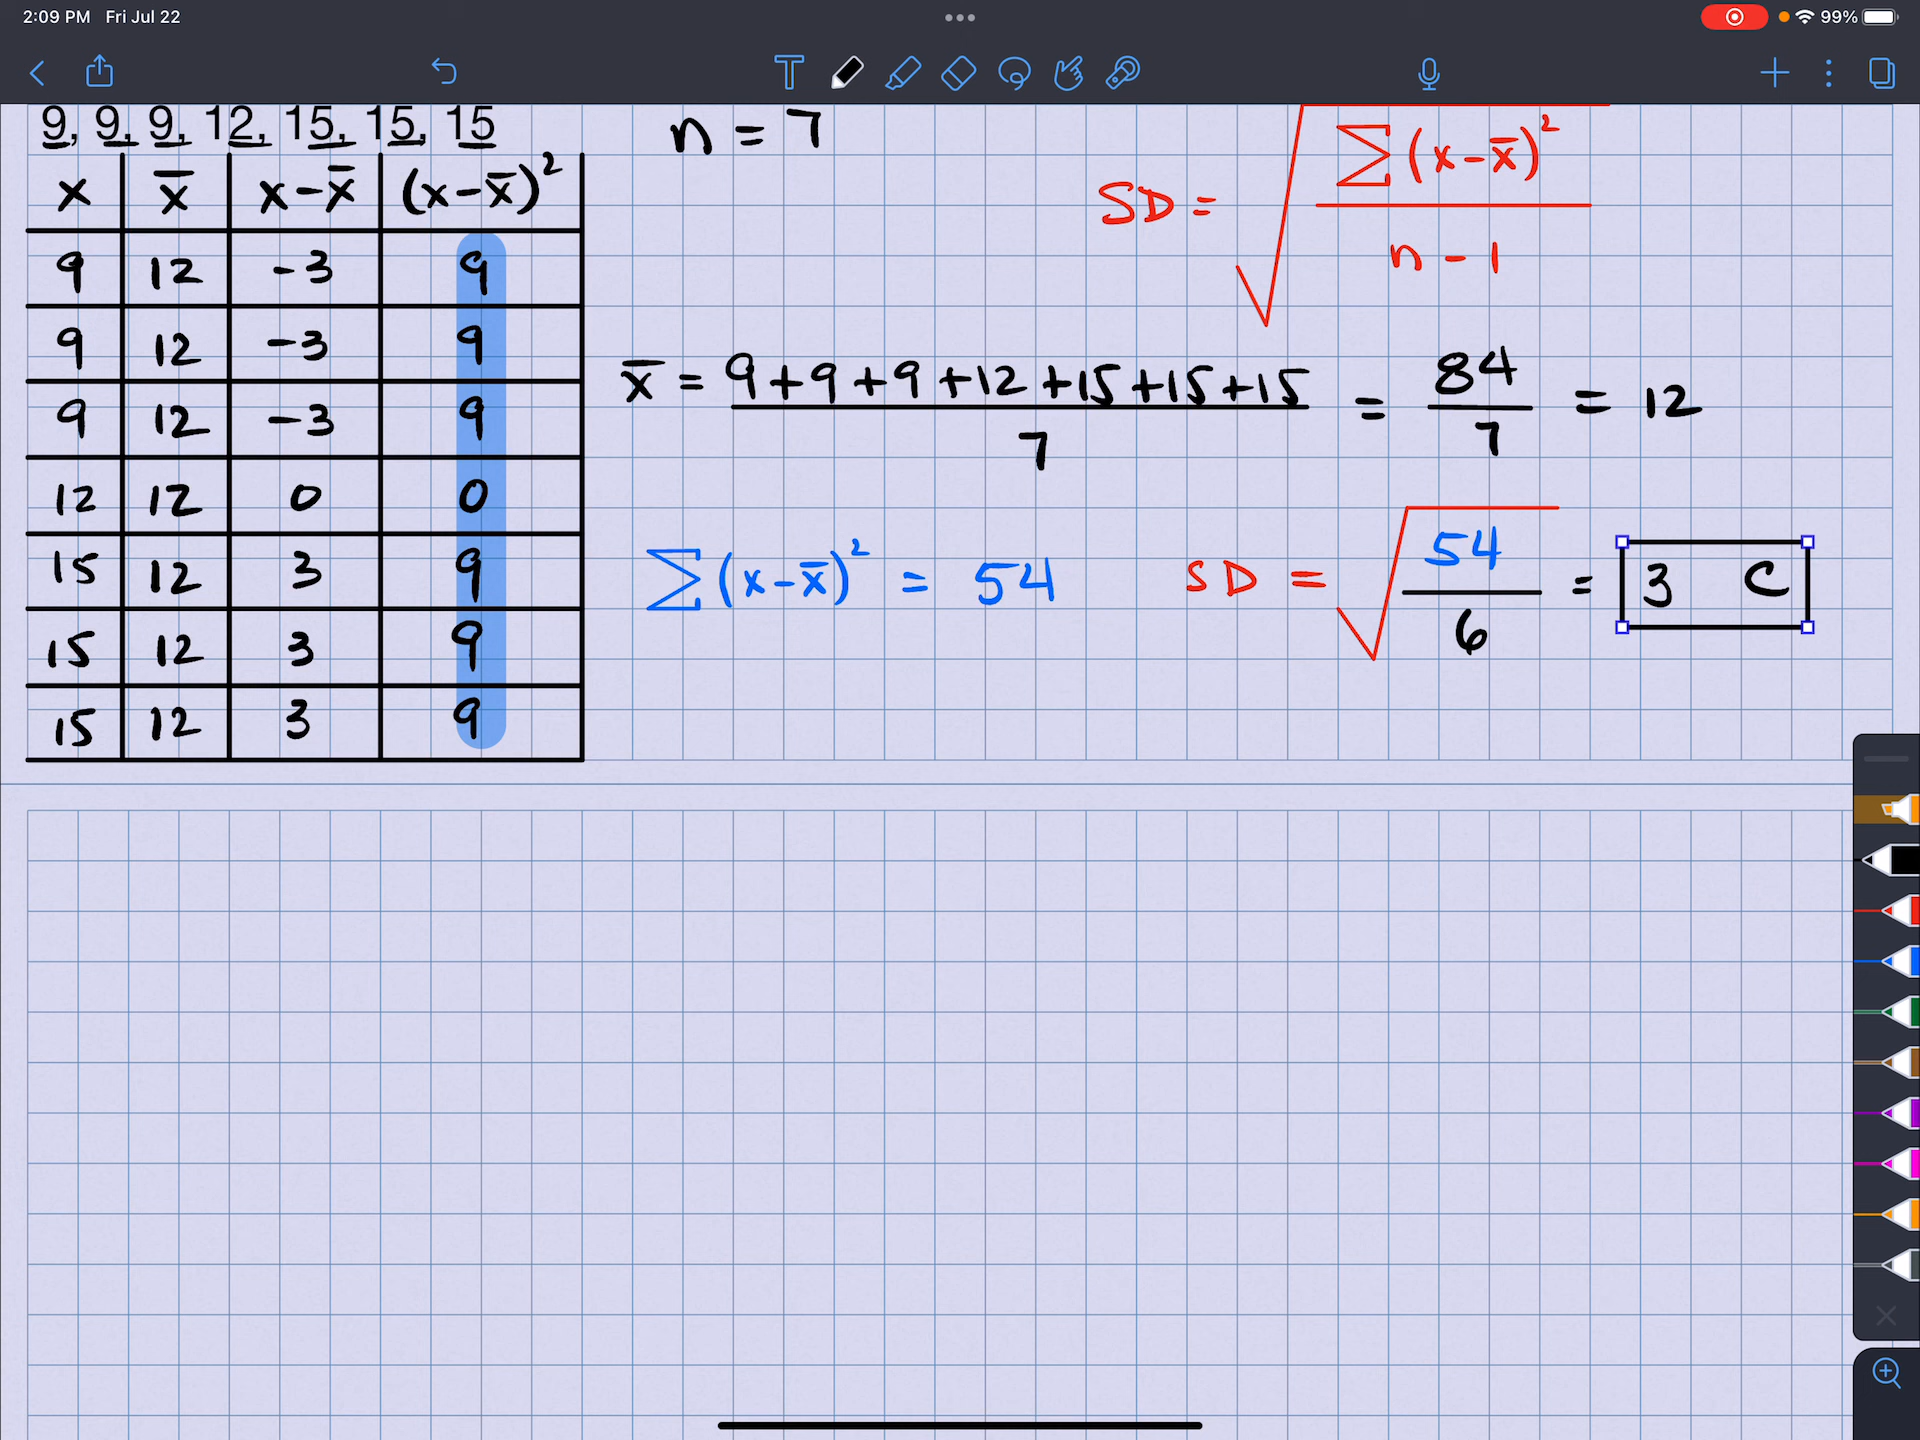 2:09 PM Fri Jul 22
99%
9, 9, 9, 12, 15, 15, 15
n = 7
SD = √(∑(x-x̄)² / (n-1))
x x̄ x-x̄ (x-x̄)²
9 12 -3 9
9 12 -3 9
9 12 -3 9
12 12 0 0
15 12 3 9
15 12 3 9
15 12 3 9
x̄ = (9+9+9+12+15+15+15) / 7 = 84/7 = 12
∑(x-x̄)² = 54
SD = √(54/6) = 3 C